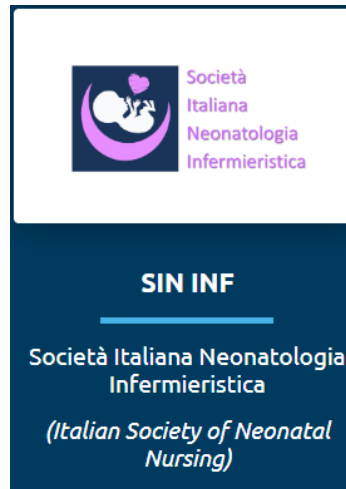 Società
Italiana
Neonatologia
Infermieristica
SIN INF
Società Italiana Neonatologia
Infermieristica
(Italian Society of Neonatal
Nursing)